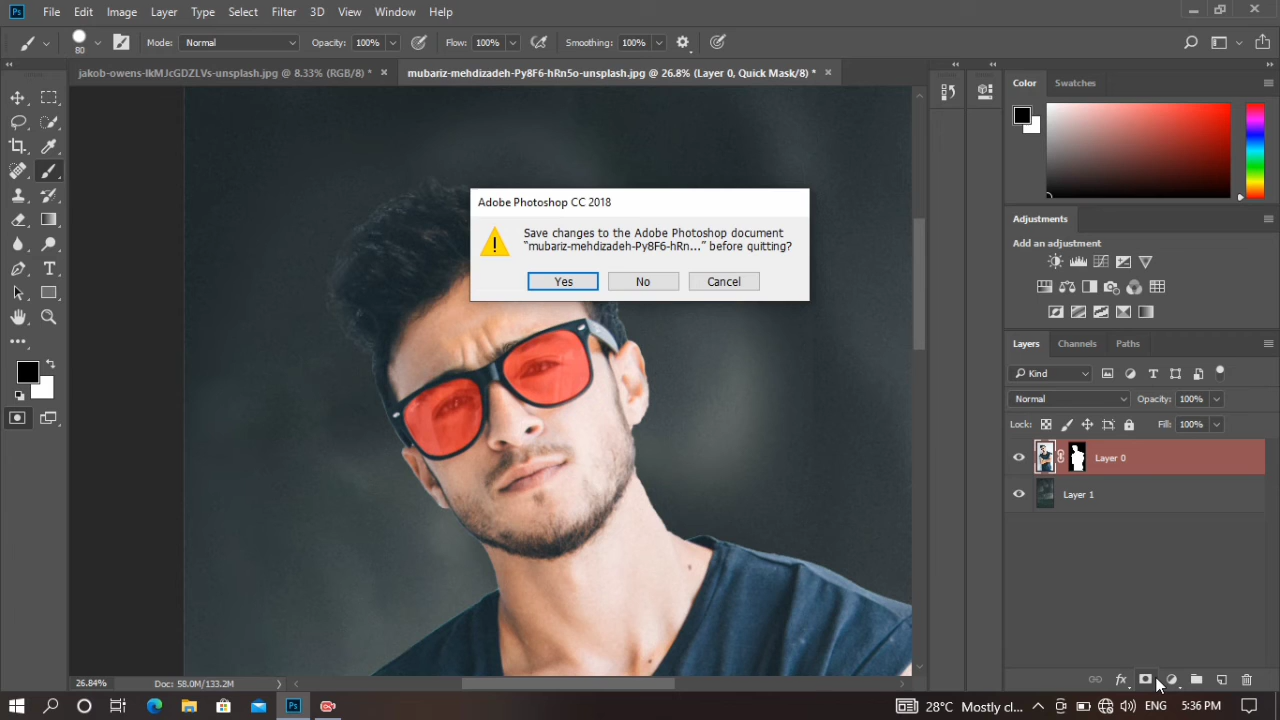 Ps File Edit Image Layer Type Select Filter 3D View Window Help
80 Mode: Normal Opacity: 100% Flow: 100% Smoothing: 100%
jakob-owens-lkMJcGDZLVs-unsplash.jpg @ 8.33% (RGB/8) * × mubariz-mehdizadeh-Py8F6-hRn5o-unsplash.jpg @ 26.8% (Layer 0, Quick Mask/8) * ×
Color Swatches
Adobe Photoshop CC 2018
Save changes to the Adobe Photoshop document
“mubariz-mehdizadeh-Py8F6-hRn...” before quitting?
Yes No Cancel
Adjustments
Add an adjustment
Layers Channels Paths
Kind
Normal Opacity: 100%
Lock: Fill: 100%
Layer 0
Layer 1
26.84% Doc: 58.0M/133.2M
fx
Ps 28°C Mostly cl... 5:36 PM